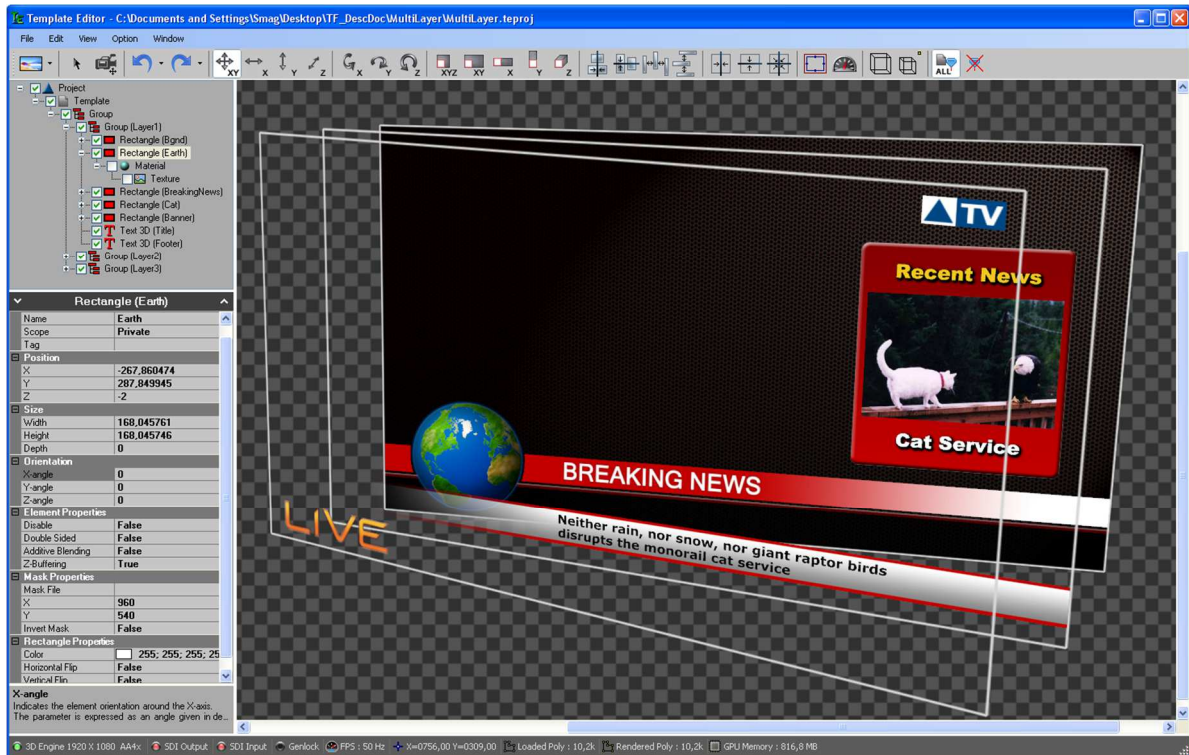 Template Editor - C:\Documents and Settings\Smag\Desktop\TF_DescDoc\MultiLayer\MultiLayer.teproj
File Edit View Option Window
XY X Y Z X Y Z XYZ XY X Y Z ALL
Project
Template
Group
Group (Layer1)
Rectangle (Bgnd)
Rectangle (Earth)
Material
Texture
Rectangle (BreakingNews)
Rectangle (Cat)
Rectangle (Banner)
Text 3D (Title)
Text 3D (Footer)
Group (Layer2)
Group (Layer3)
Rectangle (Earth)
Name Earth
Scope Private
Tag
Position
X -267,860474
Y 287,849945
Z -2
Size
Width 168,045761
Height 168,045746
Depth 0
Orientation
X-angle 0
Y-angle 0
Z-angle 0
Element Properties
Disable False
Double Sided False
Additive Blending False
Z-Buffering True
Mask Properties
Mask File
X 960
Y 540
Invert Mask False
Rectangle Properties
Color 255; 255; 255; 25
Horizontal Flip False
Vertical Flip False
X-angle
Indicates the element orientation around the X-axis.
The parameter is expressed as an angle given in de...
TV
Recent News
Cat Service
BREAKING NEWS
LIVE
Neither rain, nor snow, nor giant raptor birds
disrupts the monorail cat service
3D Engine 1920 X 1080 AA4x SDI Output SDI Input Genlock FPS : 50 Hz X=0756,00 Y=0309,00 Loaded Poly : 10,2k Rendered Poly : 10,2k GPU Memory : 816,8 MB